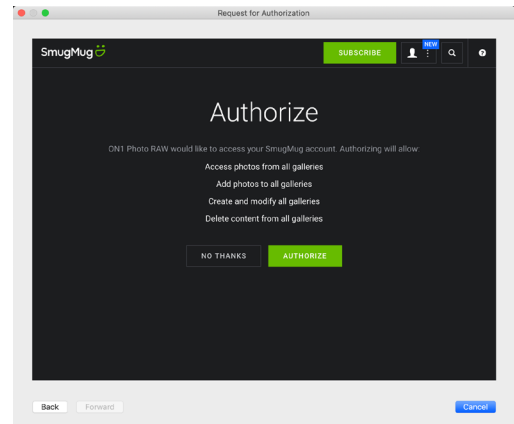 Request for Authorization
SmugMug
SUBSCRIBE
NEW
?
Authorize
ON1 Photo RAW would like to access your SmugMug account. Authorizing will allow:
Access photos from all galleries
Add photos to all galleries
Create and modify all galleries
Delete content from all galleries
NO THANKS
AUTHORIZE
Back
Forward
Cancel